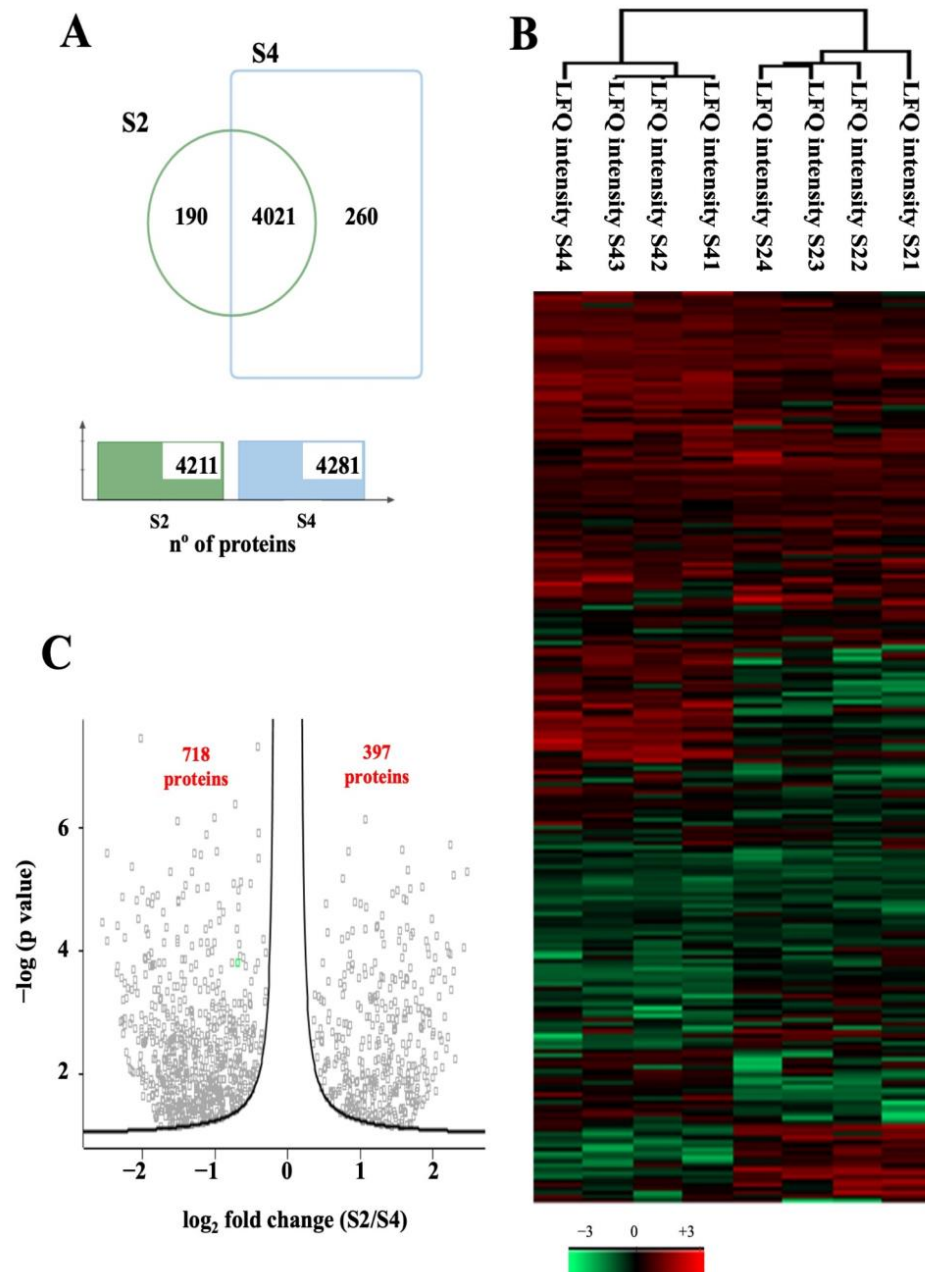 A
S4
S2
190
4021
260
4211
4281
S2
S4
nº of proteins
B
LFQ intensity S44
LFQ intensity S43
LFQ intensity S42
LFQ intensity S41
LFQ intensity S24
LFQ intensity S23
LFQ intensity S22
LFQ intensity S21
−3
0
+3
C
718
proteins
397
proteins
6
4
2
−log (p value)
−2
−1
0
1
2
log₂ fold change (S2/S4)